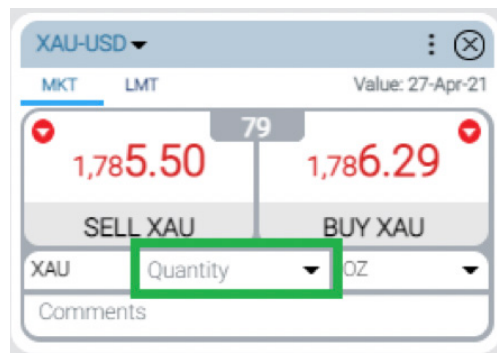 XAU-USD
MKT LMT Value: 27-Apr-21
79
1,785.50 1,786.29
SELL XAU BUY XAU
XAU Quantity OZ
Comments